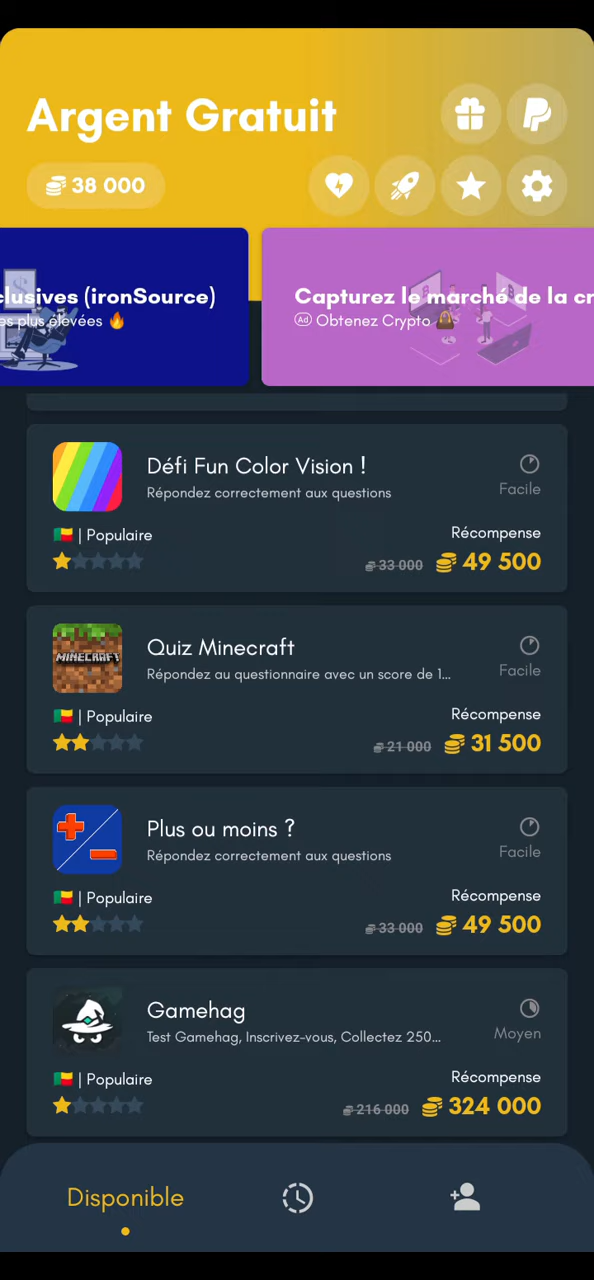 Argent Gratuit
38 000
clusives (ironSource)
es plus élevées 🔥
Capturez le marché de la cr
Ad Obtenez Crypto 💰
Défi Fun Color Vision !
Répondez correctement aux questions
Facile
🇧🇯 | Populaire
Récompense
33 000 49 500
MINECRAFT
Quiz Minecraft
Répondez au questionnaire avec un score de 1...
Facile
🇧🇯 | Populaire
Récompense
21 000 31 500
Plus ou moins ?
Répondez correctement aux questions
Facile
🇧🇯 | Populaire
Récompense
33 000 49 500
Gamehag
Test Gamehag, Inscrivez-vous, Collectez 250...
Moyen
🇧🇯 | Populaire
Récompense
216 000 324 000
Disponible